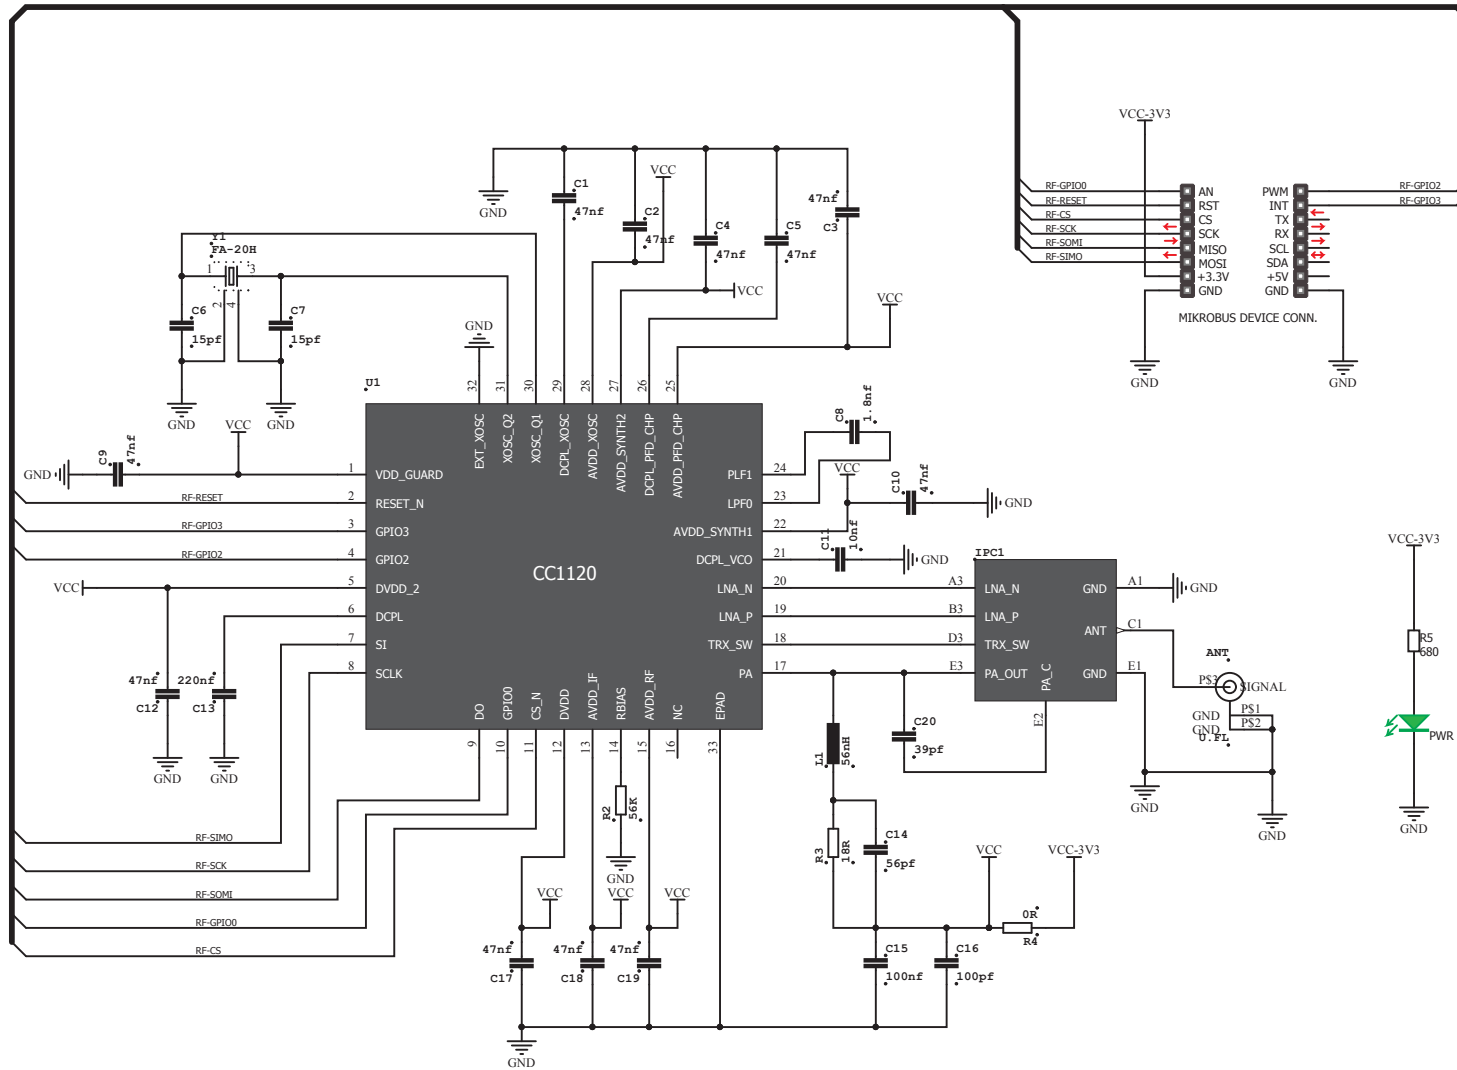 VCC-3V3
RF-GPIO0
RF-RESET
RF-CS
RF-SCK
RF-SOMI
RF-SIMO
AN
RST
CS
SCK
MISO
MOSI
+3.3V
GND
PWM
INT
TX
RX
SCL
SDA
+5V
GND
RF-GPIO2
RF-GPIO3
MIKROBUS DEVICE CONN.
GND
GND
GND
C1
47nf
C2
47nf
VCC
C4
47nf
C5
47nf
47nf
C3
VCC
VCC
Y1
FA-20H
1
3
2
4
C6
15pf
C7
15pf
GND
GND
GND
U1
32
31
30
29
28
27
26
25
EXT_XOSC
XOSC_Q2
XOSC_Q1
DCPL_XOSC
AVDD_XOSC
AVDD_SYNTH2
DCPL_PFD_CHP
AVDD_PFD_CHP
GND
C9
47nf
VCC
1 VDD_GUARD
RF-RESET 2 RESET_N
RF-GPIO3 3 GPIO3
RF-GPIO2 4 GPIO2
VCC 5 DVDD_2
6 DCPL
7 SI
8 SCLK
47nf
C12
220nf
C13
GND
GND
CC1120
PLF1 24
LPF0 23
AVDD_SYNTH1 22
DCPL_VCO 21
LNA_N 20
LNA_P 19
TRX_SW 18
PA 17
C8
1.8nf
VCC
C10
47nf
GND
C11
10nf
GND
DO
GPIO0
CS_N
DVDD
AVDD_IF
RBIAS
AVDD_RF
NC
EPAD
9
10
11
12
13
14
15
16
33
IPC1
A3 LNA_N
B3 LNA_P
D3 TRX_SW
E3 PA_OUT
PA_C
E2
GND A1
GND
ANT C1
GND E1
ANT
P$3
SIGNAL
GND P$1
GND P$2
U.FL
GND
GND
VCC-3V3
R5
680
PWR
GND
L1
56nH
C20
39pf
R3
18R
C14
56pf
VCC
VCC-3V3
0R
R4
C15
100nf
C16
100pf
R2
56K
GND
RF-SIMO
RF-SCK
RF-SOMI
RF-GPIO0
RF-CS
VCC
VCC
VCC
47nf
C17
47nf
C18
47nf
C19
GND